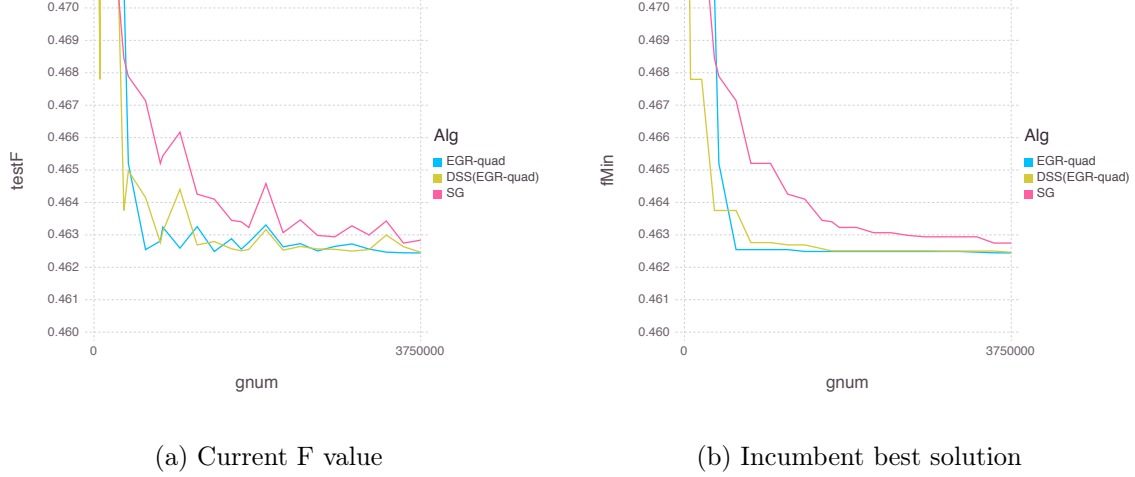 0.470
0.469
0.468
0.467
0.466
0.465
0.464
0.463
0.462
0.461
0.460
testF
0
3750000
gnum
Alg
EGR-quad
DSS(EGR-quad)
SG
(a) Current F value
0.470
0.469
0.468
0.467
0.466
0.465
0.464
0.463
0.462
0.461
0.460
fMin
0
3750000
gnum
Alg
EGR-quad
DSS(EGR-quad)
SG
(b) Incumbent best solution